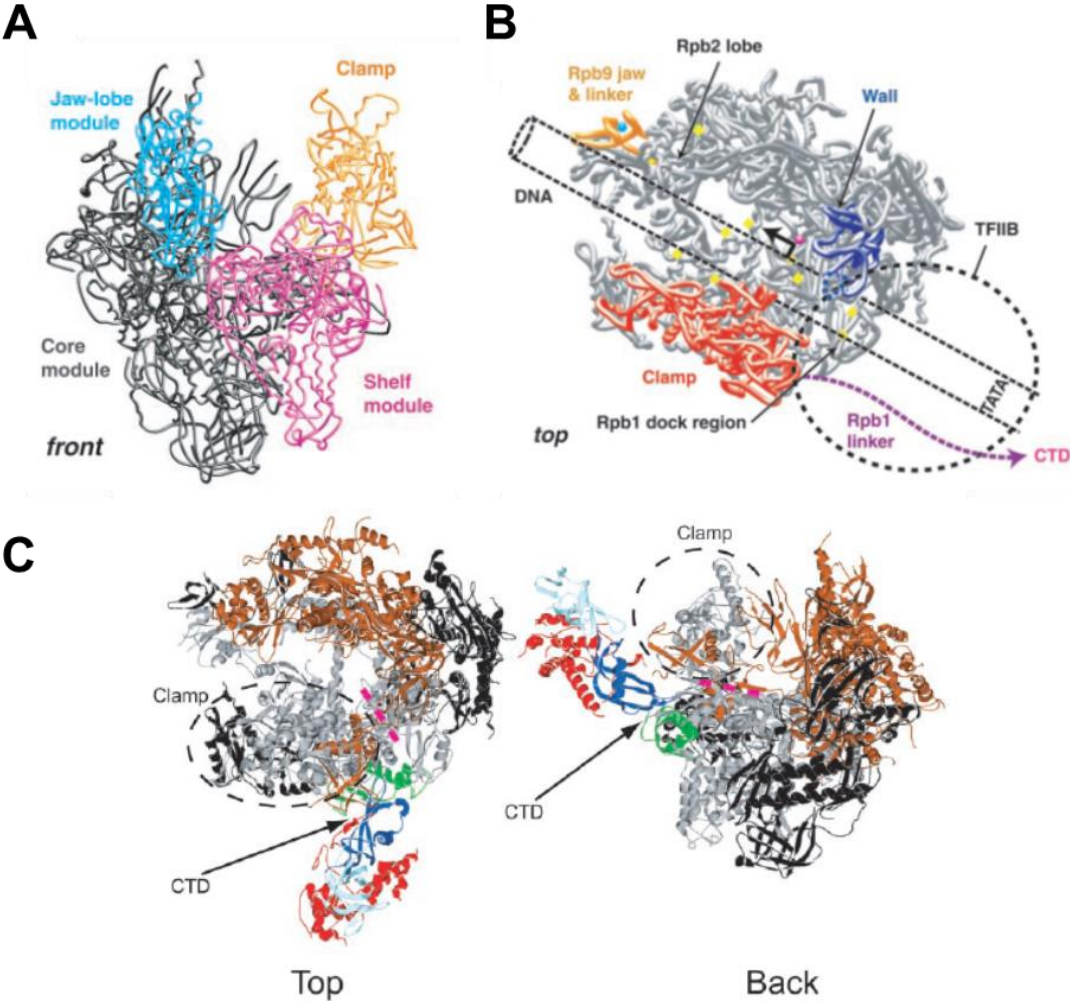 A
Jaw-lobe
module
Clamp
Core
module
Shelf
module
front
B
Rpb2 lobe
Rpb9 jaw
& linker
Wall
DNA
TFIIB
Clamp
TATA
Rpb1 dock region
Rpb1
linker
top
CTD
C
Clamp
CTD
Top
Clamp
CTD
Back